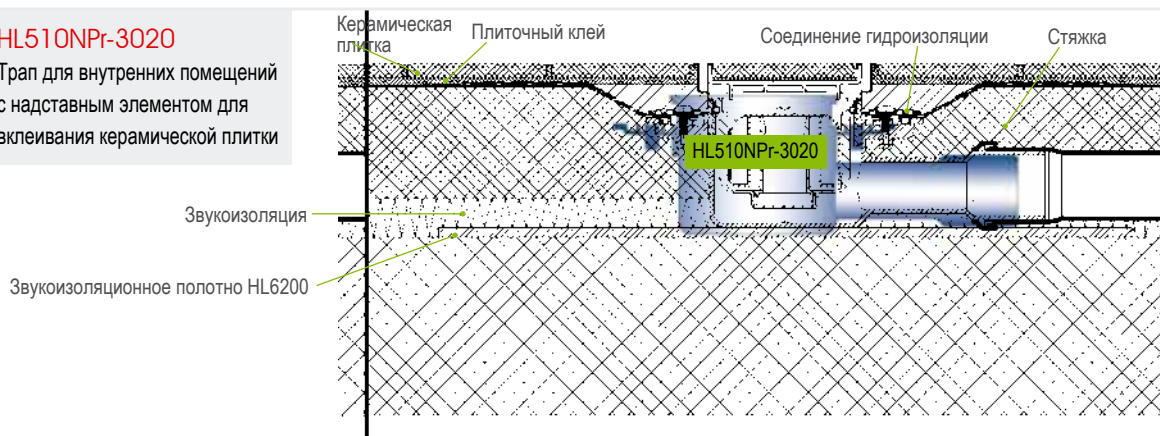 HL510NPr-3020
Трап для внутренних помещений
с надставным элементом для
вклеивания керамической плитки
Керамическая
плитка
Плиточный клей
Соединение гидроизоляции
Стяжка
HL510NPr-3020
Звукоизоляция
Звукоизоляционное полотно HL6200